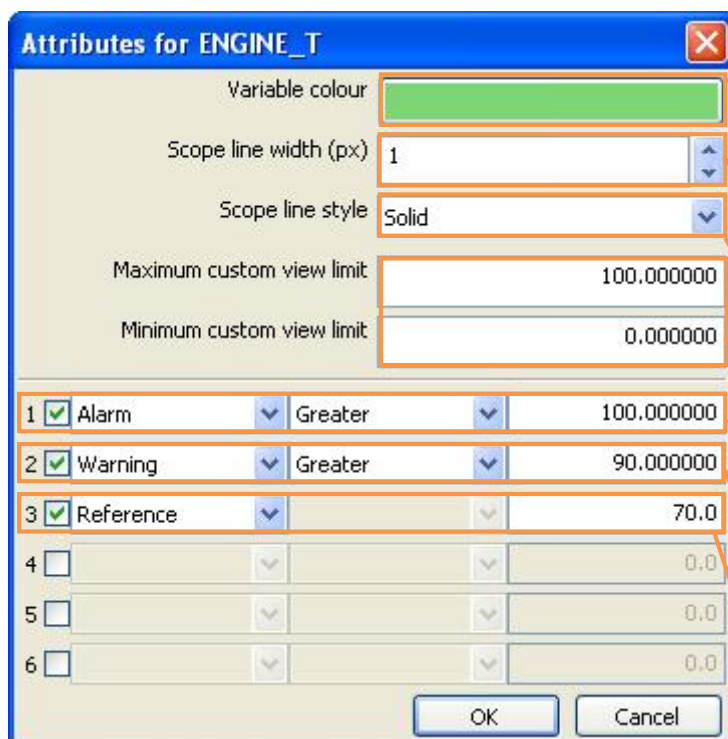 Attributes for ENGINE_T
Variable colour
Scope line width (px) 1
Scope line style Solid
Maximum custom view limit 100.000000
Minimum custom view limit 0.000000
1 Alarm Greater 100.000000
2 Warning Greater 90.000000
3 Reference 70.0
4 0.0
5 0.0
6 0.0
OK Cancel